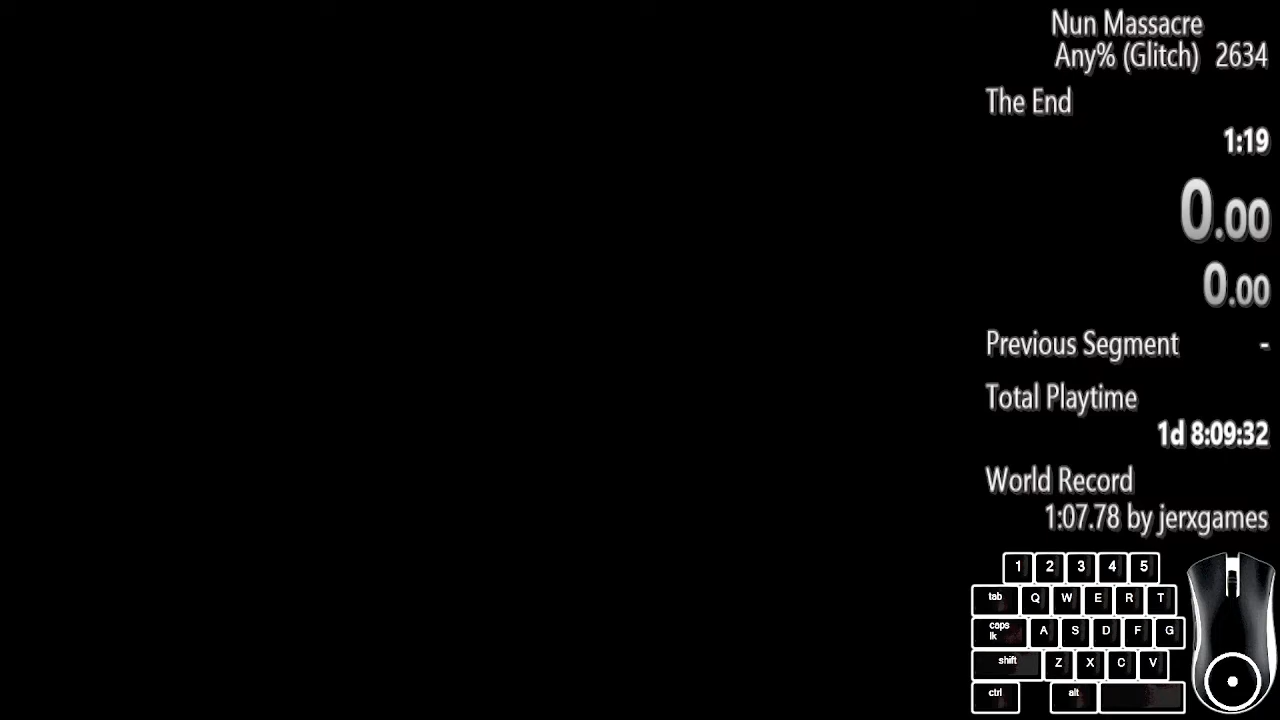 Nun Massacre
Any% (Glitch) 2634
The End
1:19
0.00
0.00
Previous Segment -
Total Playtime
1d 8:09:32
World Record
1:07.78 by jerxgames
1 2 3 4 5
tab Q W E R T
caps lk A S D F G
shift Z X C V
ctrl alt